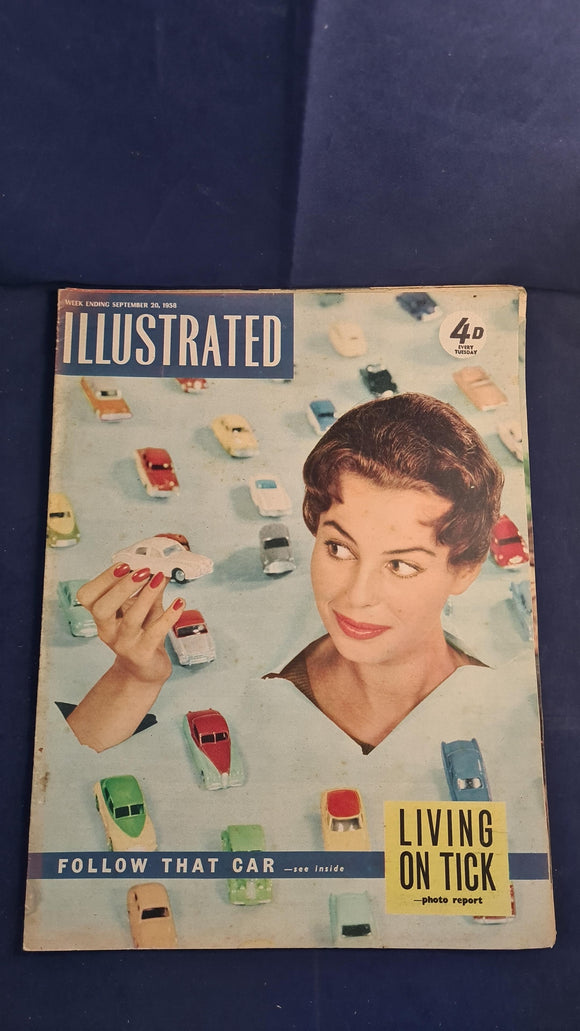 WEEK ENDING SEPTEMBER 20, 1958
ILLUSTRATED
4D
EVERY
TUESDAY
LIVING
ON TICK
—photo report
FOLLOW THAT CAR —see inside